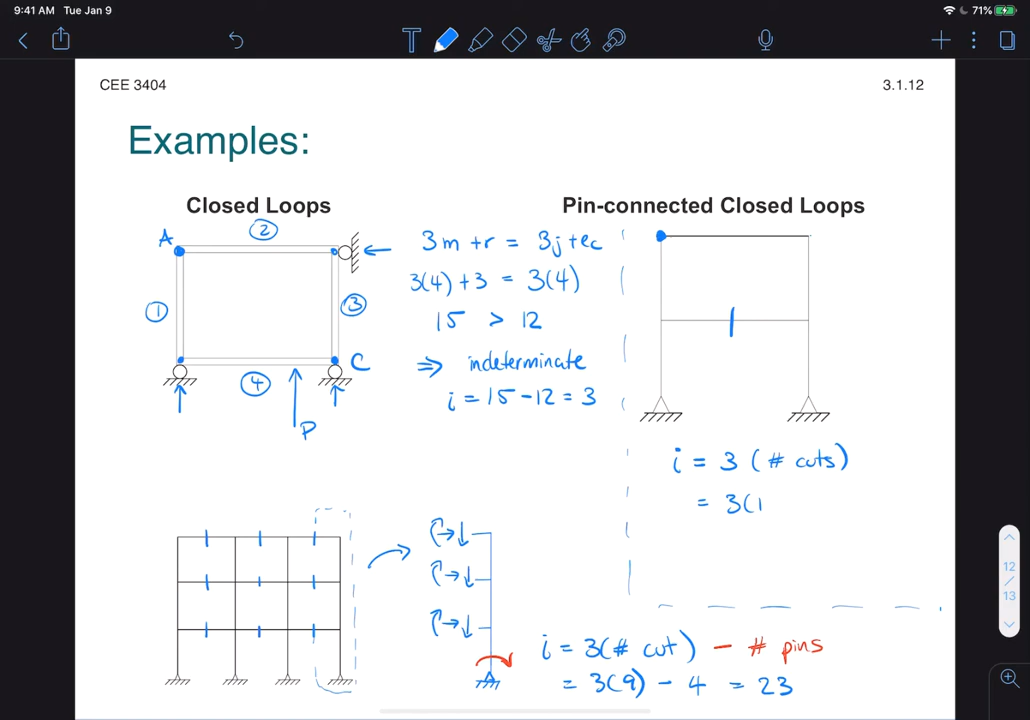 9:41 AM Tue Jan 9
71%
CEE 3404
3.1.12
Examples:
Closed Loops
A
②
①
③
④
C
P
3m + r = 3j + ec
3(4) + 3 = 3(4)
15 > 12
⇒ indeterminate
i = 15 - 12 = 3
Pin-connected Closed Loops
i = 3 (# cuts)
= 3(1
i = 3(# cut) - # pins
= 3(9) - 4 = 23
12
/
13